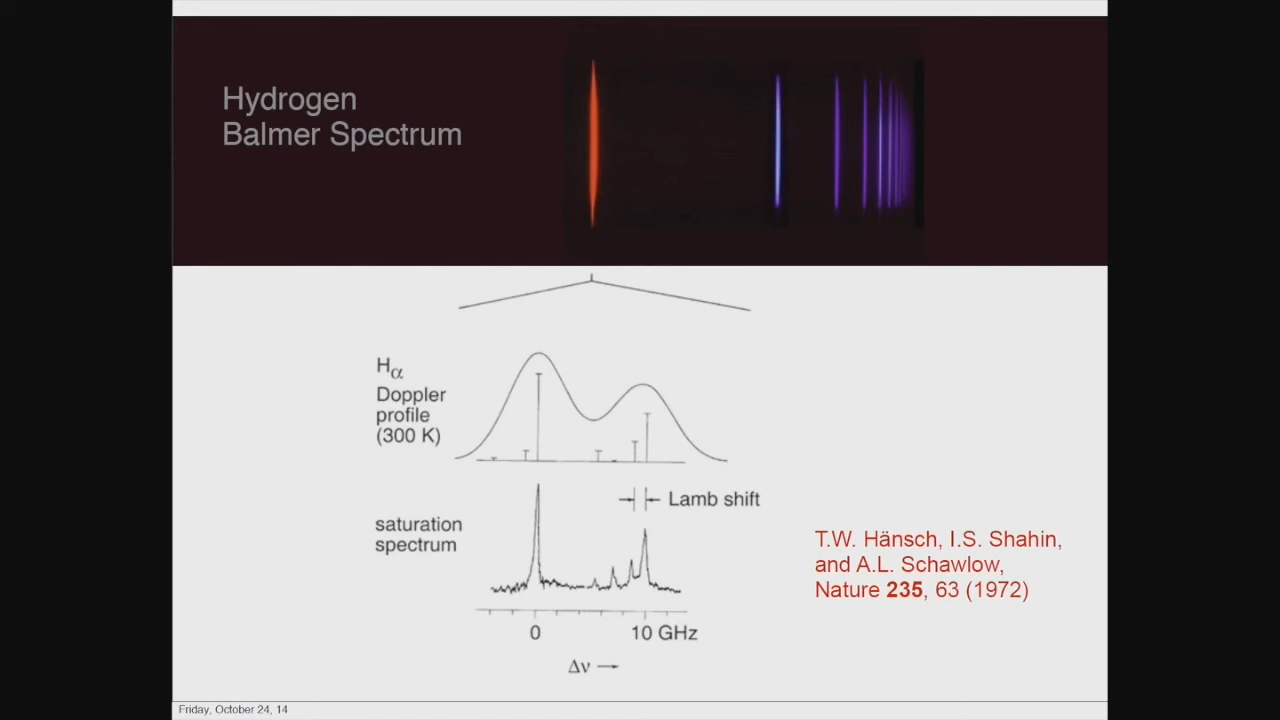 Hydrogen
Balmer Spectrum
Hα
Doppler
profile
(300 K)
Lamb shift
saturation
spectrum
T.W. Hänsch, I.S. Shahin,
and A.L. Schawlow,
Nature 235, 63 (1972)
0
10 GHz
Δν
Friday, October 24, 14